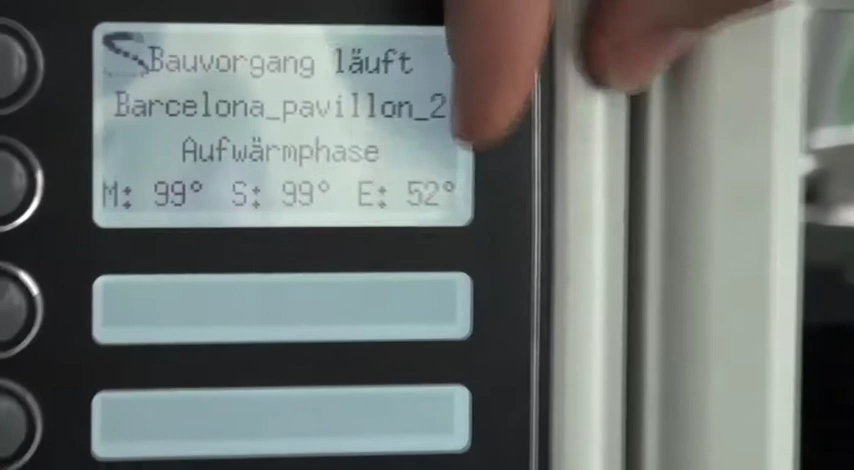 Bauvorgang läuft
Barcelona_pavillon_2
Aufwärmphase
M: 99° S: 99° E: 52°